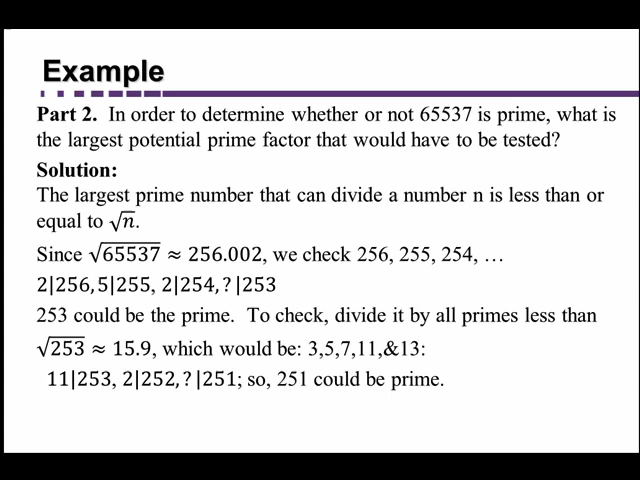 Example
Part 2. In order to determine whether or not 65537 is prime, what is
the largest potential prime factor that would have to be tested?
Solution:
The largest prime number that can divide a number n is less than or
equal to √n.
Since √65537 ≈ 256.002, we check 256, 255, 254, …
2|256, 5|255, 2|254, ? |253
253 could be the prime. To check, divide it by all primes less than
√253 ≈ 15.9, which would be: 3,5,7,11,&13:
11|253, 2|252, ? |251; so, 251 could be prime.